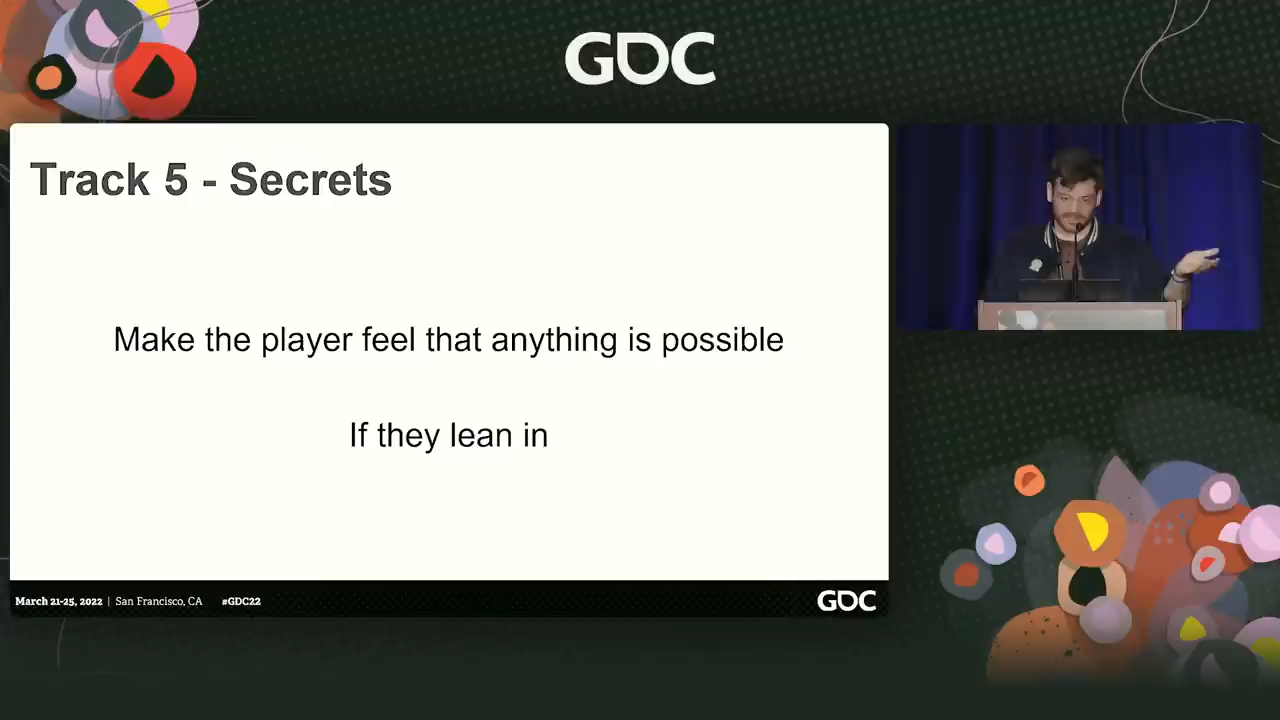 GDC
Track 5 - Secrets
Make the player feel that anything is possible
If they lean in
March 21-25, 2022 | San Francisco, CA #GDC22
GDC